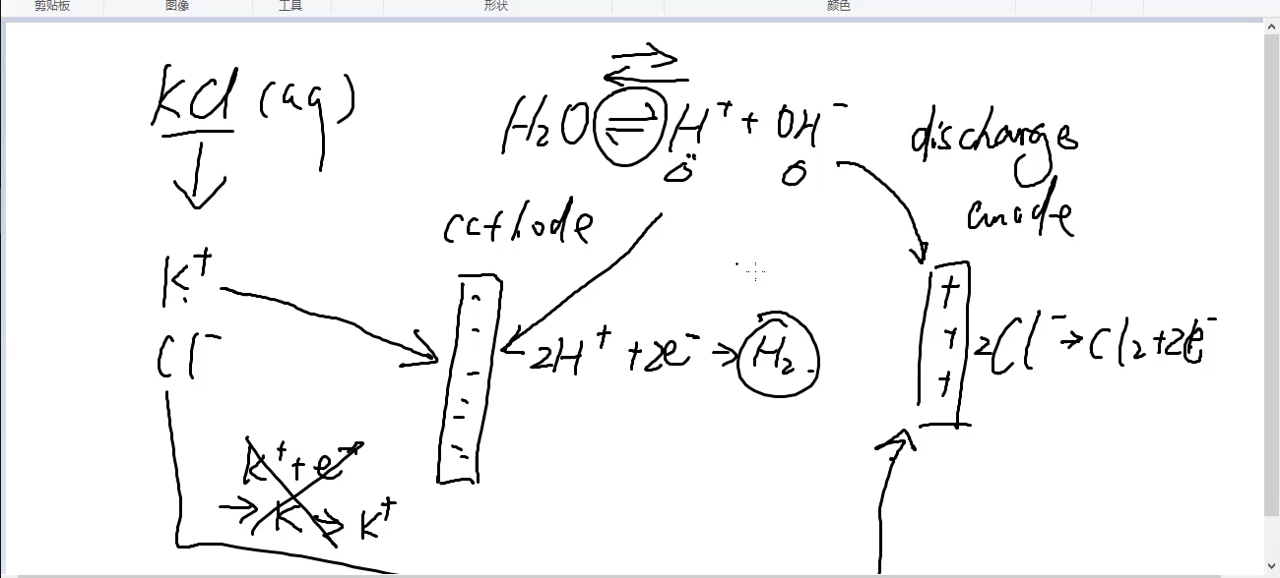 剪贴板 图像 工具 形状 颜色
KCl (aq)
H2O ⇌ H+ + OH-
discharge
anode
cathode
K+
Cl-
2H+ + 2e- → H2
+
+
+
2Cl- → Cl2 + 2e-
K+ + e-
→ K → K+